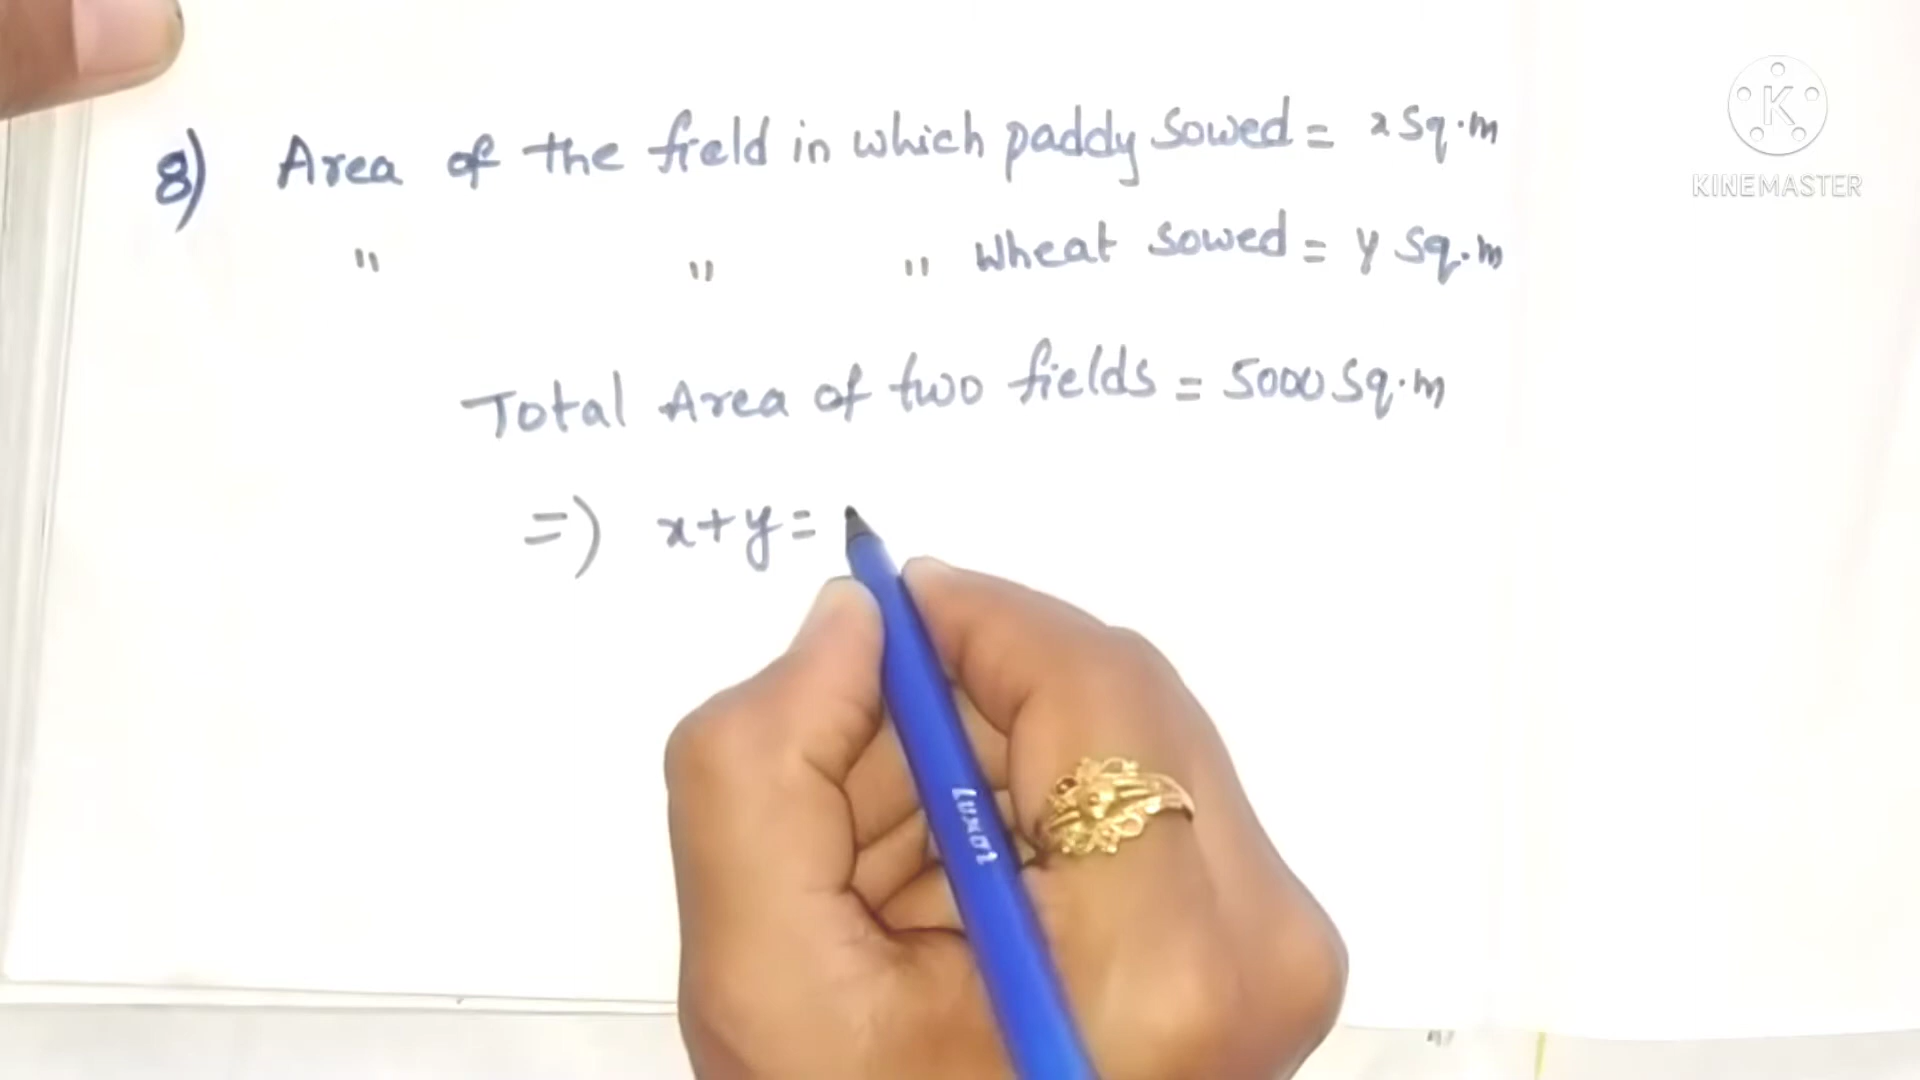 8) Area of the field in which paddy sowed = x Sq.m
" " " Wheat sowed = y Sq.m
Total Area of two fields = 5000 Sq.m
=) x+y=
Luxor
K
KINEMASTER